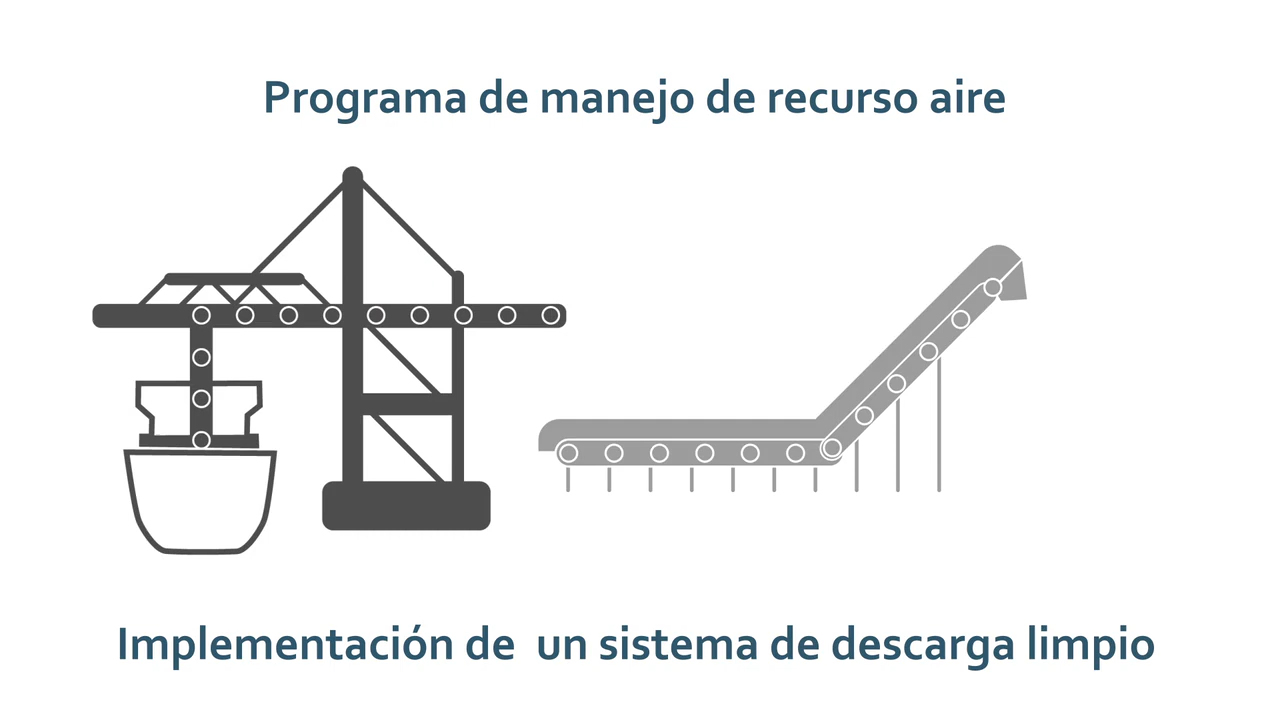 Programa de manejo de recurso aire
Implementación de  un sistema de descarga limpio